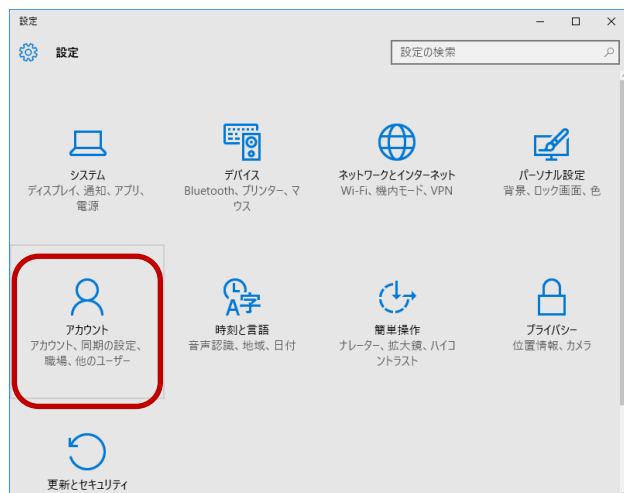 設定
設定
設定の検索
システム
ディスプレイ、通知、アプリ、
電源
デバイス
Bluetooth、プリンター、マ
ウス
ネットワークとインターネット
Wi-Fi、機内モード、VPN
パーソナル設定
背景、ロック画面、色
アカウント
アカウント、同期の設定、
職場、他のユーザー
時刻と言語
音声認識、地域、日付
簡単操作
ナレーター、拡大鏡、ハイコ
ントラスト
プライバシー
位置情報、カメラ
更新とセキュリティ